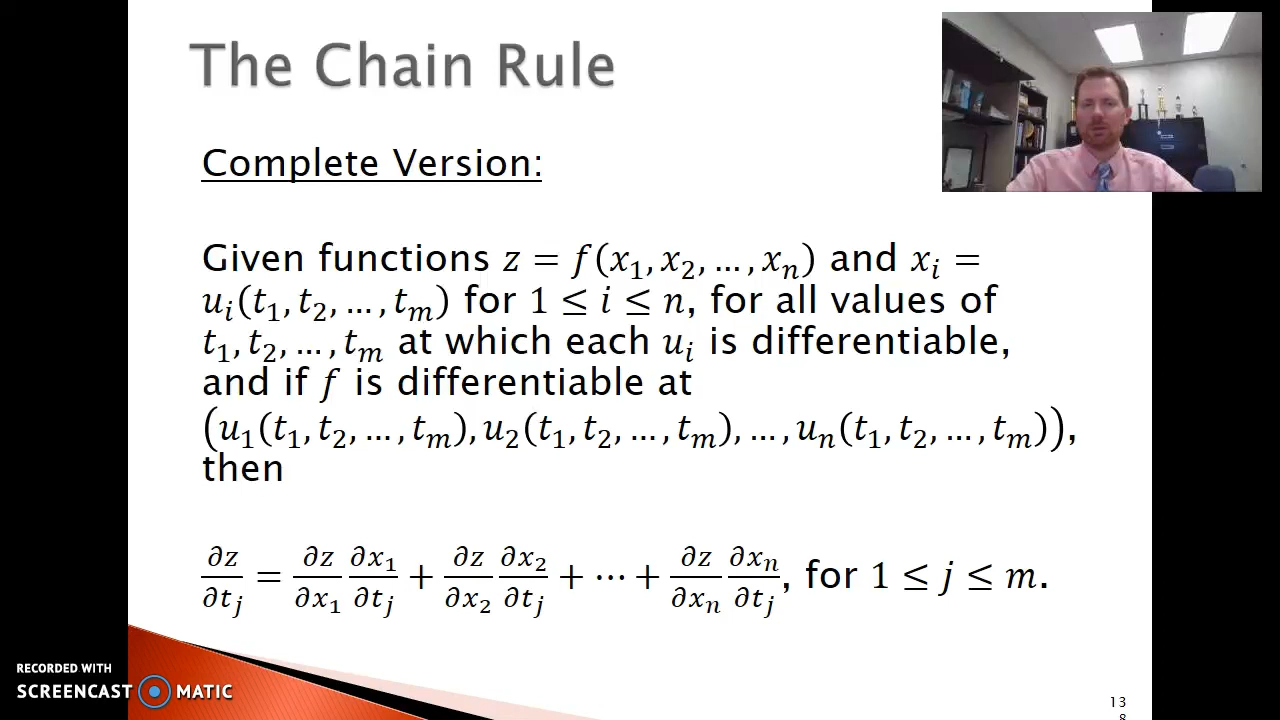 The Chain Rule
Complete Version:
Given functions 𝑧 = 𝑓(𝑥₁, 𝑥₂, … , 𝑥ₙ) and 𝑥ᵢ =
𝑢ᵢ(𝑡₁, 𝑡₂, … , 𝑡ₘ) for 1 ≤ 𝑖 ≤ 𝑛, for all values of
𝑡₁, 𝑡₂, … , 𝑡ₘ at which each 𝑢ᵢ is differentiable,
and if 𝑓 is differentiable at
(𝑢₁(𝑡₁, 𝑡₂, … , 𝑡ₘ), 𝑢₂(𝑡₁, 𝑡₂, … , 𝑡ₘ), … , 𝑢ₙ(𝑡₁, 𝑡₂, … , 𝑡ₘ)),
then
∂𝑧/∂𝑡ⱼ = ∂𝑧/∂𝑥₁ ∂𝑥₁/∂𝑡ⱼ + ∂𝑧/∂𝑥₂ ∂𝑥₂/∂𝑡ⱼ + ⋯ + ∂𝑧/∂𝑥ₙ ∂𝑥ₙ/∂𝑡ⱼ, for 1 ≤ 𝑗 ≤ 𝑚.
RECORDED WITH
SCREENCAST MATIC
13
8